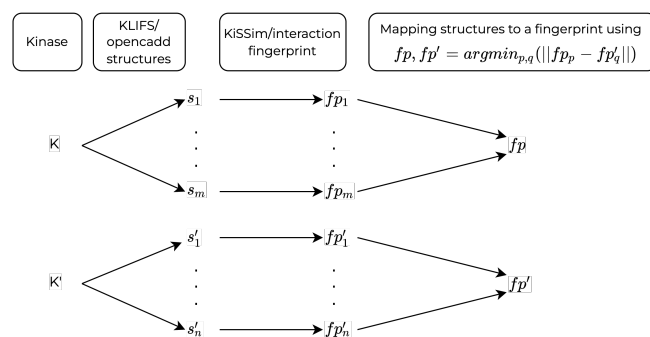 Kinase
KLIFS/
opencadd
structures
KiSSim/interaction
fingerprint
Mapping structures to a fingerprint using
fp, fp′ = argmin_{p,q}(||fp_p − fp′_q||)
s_1
fp_1
K
fp
s_m
fp_m
s′_1
fp′_1
K'
fp′
s′_n
fp′_n